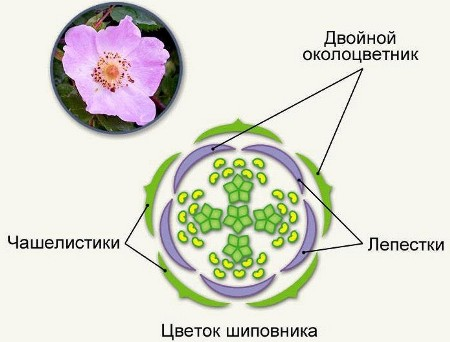 Двойной
околоцветник
Чашелистики
Лепестки
Цветок шиповника